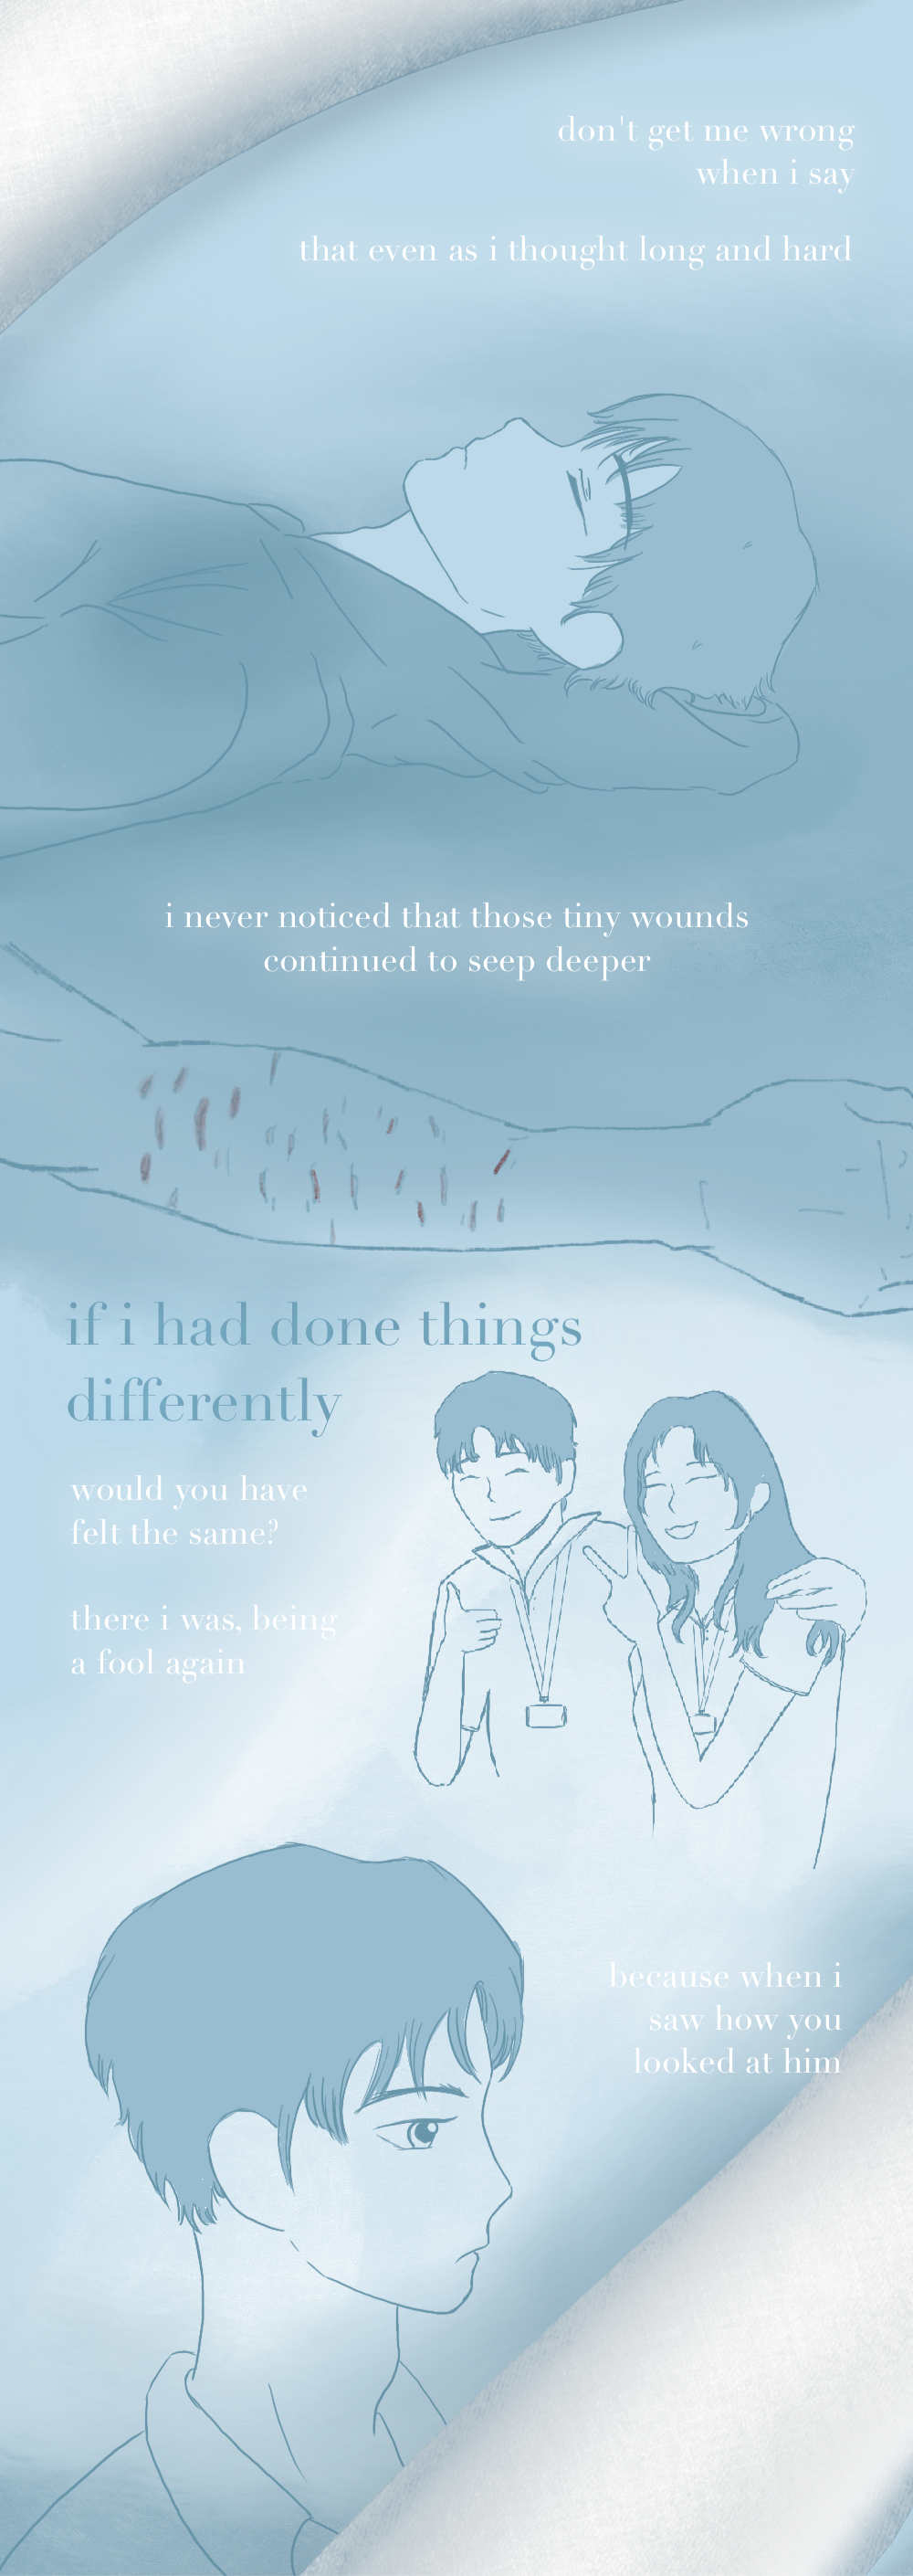 don't get me wrong
when i say
that even as i thought long and hard
i never noticed that those tiny wounds
continued to seep deeper
if i had done things
differently
would you have
felt the same?
there i was, being
a fool again
because when i
saw how you
looked at him